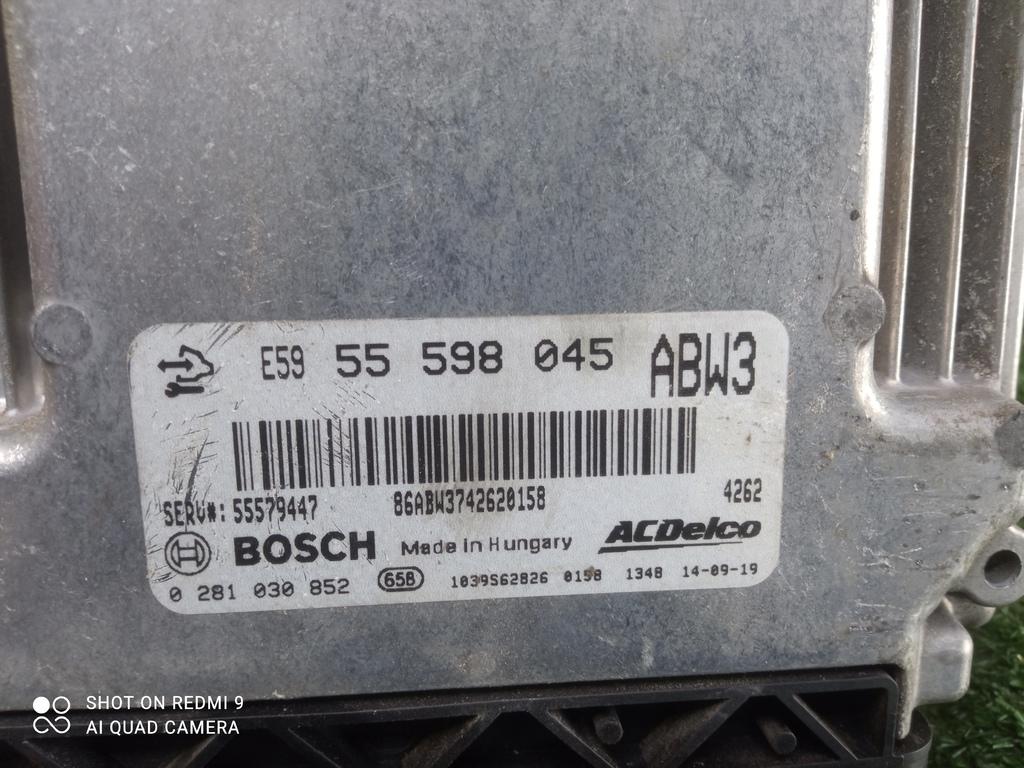 E59 55 598 045 ABW3
SERV#: 55579447 86ABW3742620158 4262
BOSCH Made in Hungary ACDelco
0 281 030 852 658 1039S62826 0158 1348 14-09-19
SHOT ON REDMI 9
AI QUAD CAMERA